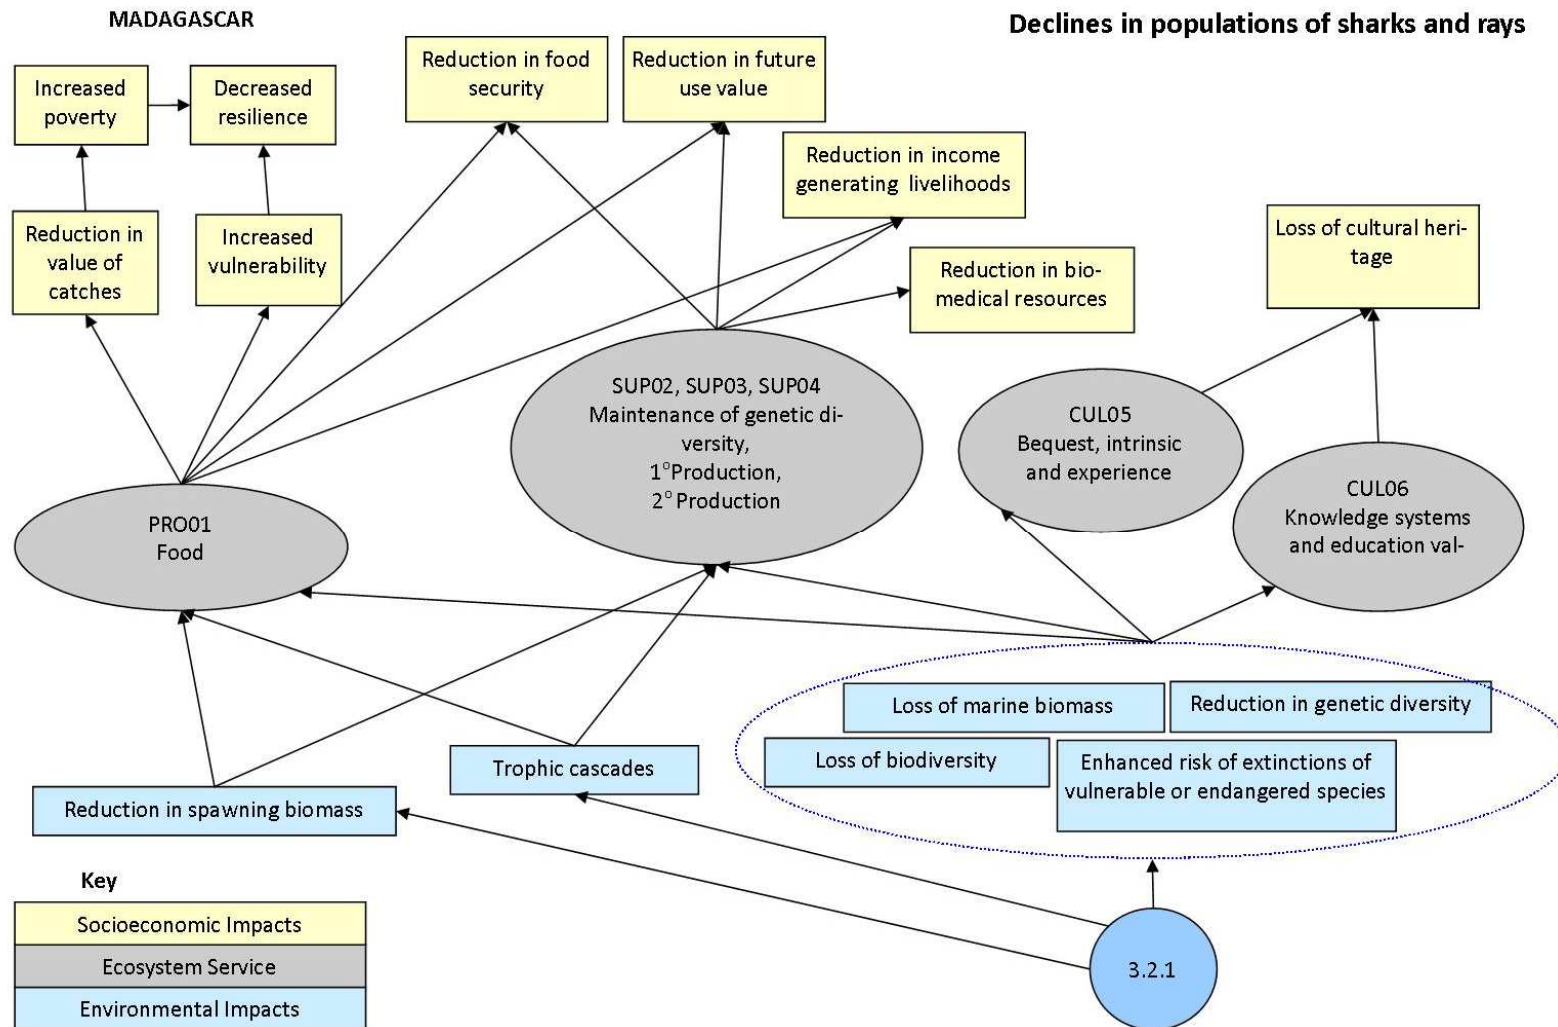 MADAGASCAR
Declines in populations of sharks and rays
Increased
poverty
Decreased
resilience
Reduction in food
security
Reduction in future
use value
Reduction in income
generating livelihoods
Reduction in
value of
catches
Increased
vulnerability
Reduction in bio-
medical resources
Loss of cultural heri-
tage
SUP02, SUP03, SUP04
Maintenance of genetic di-
versity,
1°Production,
2° Production
CUL05
Bequest, intrinsic
and experience
CUL06
Knowledge systems
and education val-
PRO01
Food
Loss of marine biomass
Reduction in genetic diversity
Loss of biodiversity
Enhanced risk of extinctions of
vulnerable or endangered species
Trophic cascades
Reduction in spawning biomass
Key
Socioeconomic Impacts
Ecosystem Service
Environmental Impacts
3.2.1